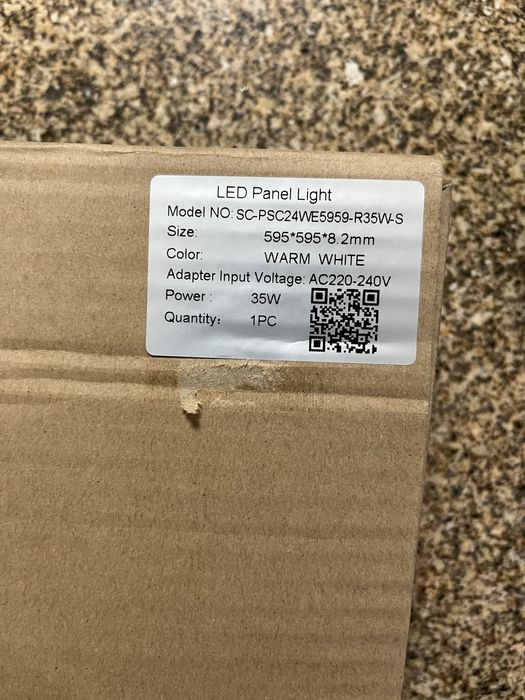 LED Panel Light
Model NO: SC-PSC24WE5959-R35W-S
Size: 595*595*8.2mm
Color: WARM WHITE
Adapter Input Voltage: AC220-240V
Power : 35W
Quantity： 1PC